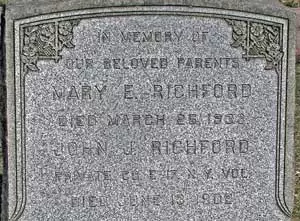 IN MEMORY OF
OUR BELOVED PARENTS
MARY E. RICHFORD
DIED MARCH 25, 1933
JOHN J. RICHFORD
PRIVATE CO. E-17. N.Y. VOL.
DIED JUNE 13, 1902